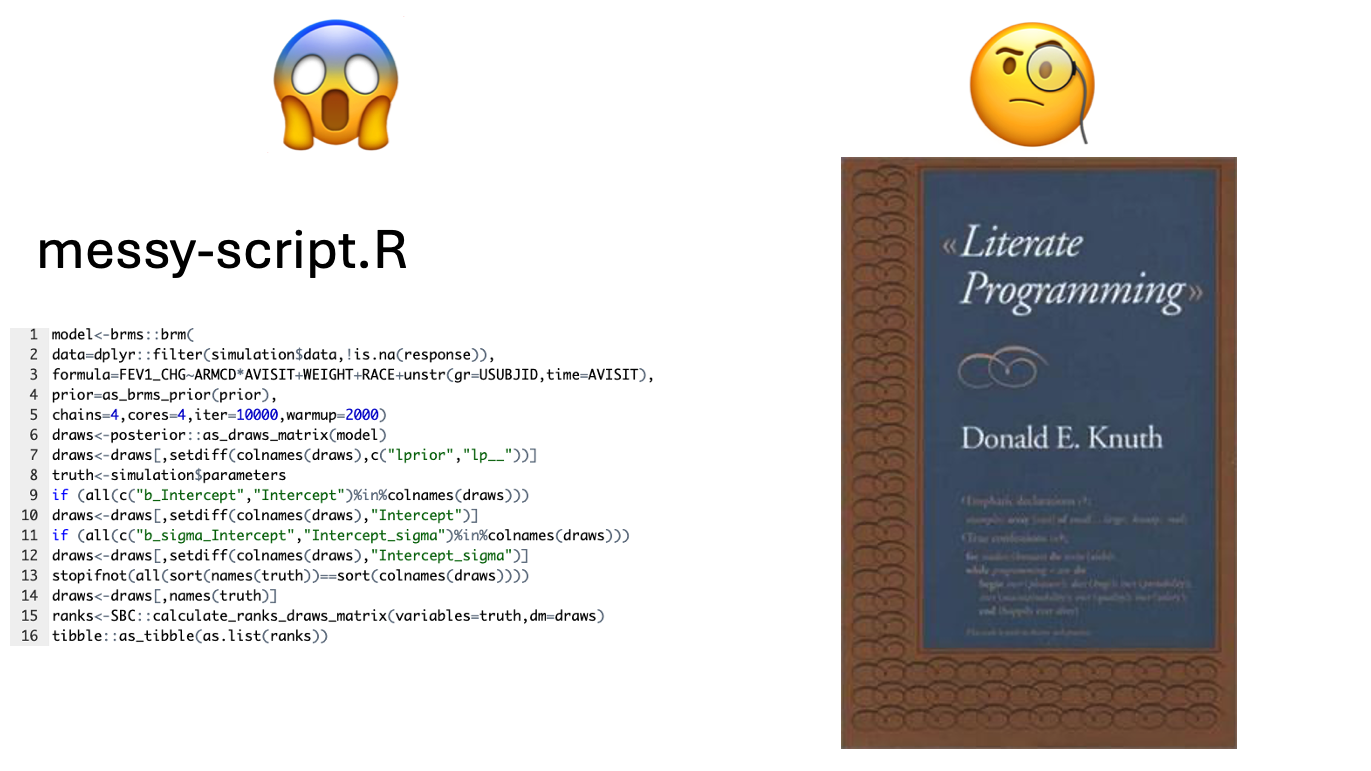 messy-script.R
1 model<-brms::brm(
2 data=dplyr::filter(simulation$data,!is.na(response)),
3 formula=FEV1_CHG~ARMCD*AVISIT+WEIGHT+RACE+unstr(gr=USUBJID,time=AVISIT),
4 prior=as_brms_prior(prior),
5 chains=4,cores=4,iter=10000,warmup=2000)
6 draws<-posterior::as_draws_matrix(model)
7 draws<-draws[,setdiff(colnames(draws),c("lprior","lp__"))]
8 truth<-simulation$parameters
9 if (all(c("b_Intercept","Intercept")%in%colnames(draws)))
10 draws<-draws[,setdiff(colnames(draws),"Intercept")]
11 if (all(c("b_sigma_Intercept","Intercept_sigma")%in%colnames(draws)))
12 draws<-draws[,setdiff(colnames(draws),"Intercept_sigma")]
13 stopifnot(all(sort(names(truth))==sort(colnames(draws))))
14 draws<-draws[,names(truth)]
15 ranks<-SBC::calculate_ranks_draws_matrix(variables=truth,dm=draws)
16 tibble::as_tibble(as.list(ranks))
«Literate
Programming»
Donald E. Knuth